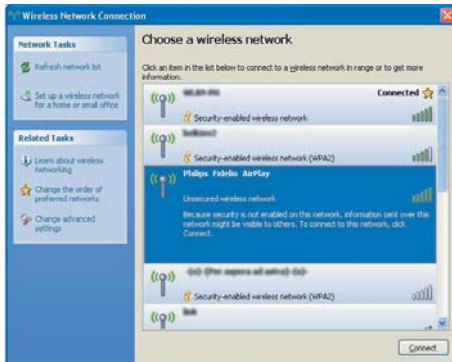 Wireless Network Connection
Network Tasks
Refresh network list
Set up a wireless network
for a home or small office
Related Tasks
Learn about wireless
networking
Change the order of
preferred networks
Change advanced
settings
Choose a wireless network
Click an item in the list below to connect to a wireless network in range or to get more
information.
Connected
Security-enabled wireless network
Security-enabled wireless network (WPA2)
Philips Fidelio AirPlay
Unsecured wireless network
Because security is not enabled on this network, information sent over this
network might be visible to others. To connect to this network, click
Connect.
Security-enabled wireless network (WPA2)
Connect